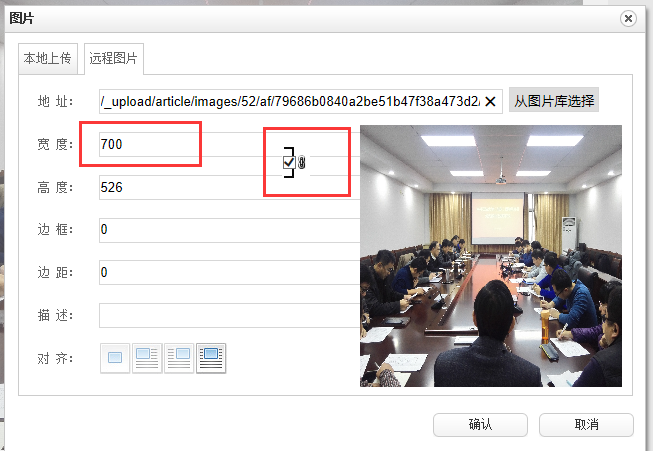 图片
本地上传 远程图片
地 址: /_upload/article/images/52/af/79686b0840a2be51b47f38a473d2 从图片库选择
宽 度: 700
高 度: 526
边 框: 0
边 距: 0
描 述:
对 齐:
确认 取消